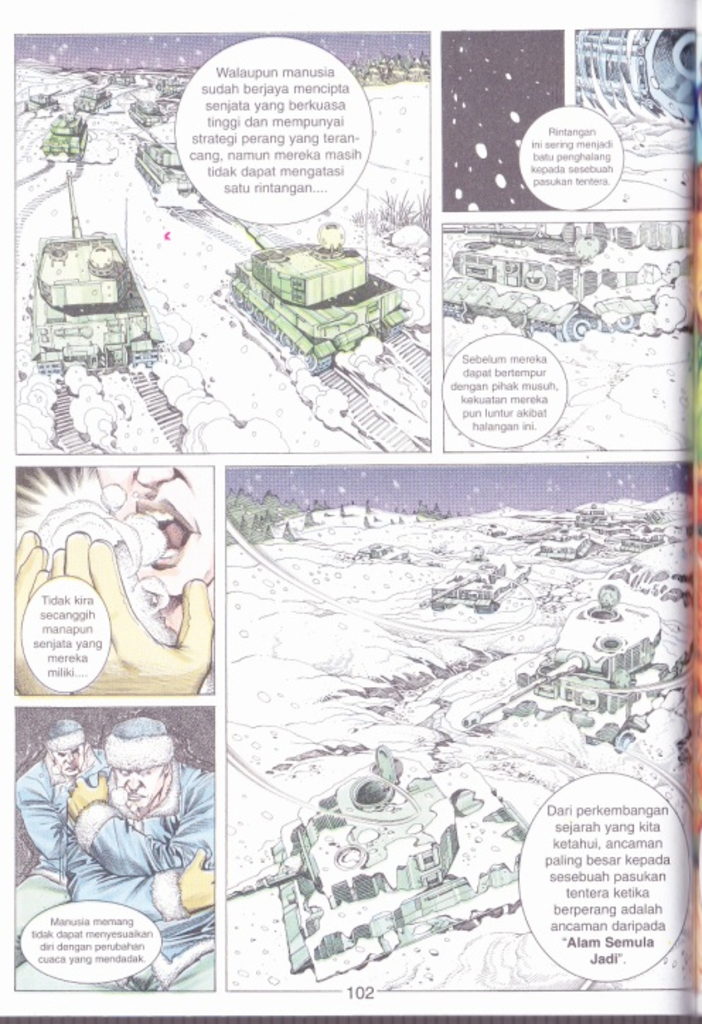 Walaupun manusia
sudah berjaya mencipta
senjata yang berkuasa
tinggi dan mempunyai
strategi perang yang teran-
cang, namun mereka masih
tidak dapat mengatasi
satu rintangan....
Rintangan
ini sering menjadi
batu penghalang
kepada sesebuah
pasukan tentera.
Sebelum mereka
dapat bertempur
dengan pihak musuh,
kekuatan mereka
pun luntur akibat
halangan ini.
Tidak kira
secanggih
manapun
senjata yang
mereka
miliki....
Manusia memang
tidak dapat menyesuaikan
diri dengan perubahan
cuaca yang mendadak.
Dari perkembangan
sejarah yang kita
ketahui, ancaman
paling besar kepada
sesebuah pasukan
tentera ketika
berperang adalah
ancaman daripada
"Alam Semula
Jadi".
102